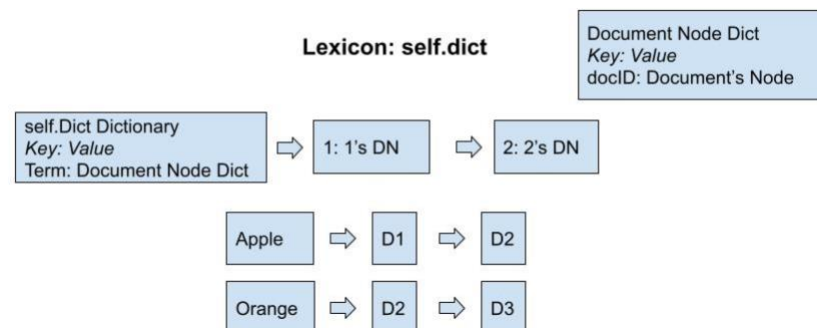 Lexicon: self.dict
Document Node Dict
Key: Value
docID: Document's Node
self.Dict Dictionary
Key: Value
Term: Document Node Dict
1: 1's DN
2: 2's DN
Apple
D1
D2
Orange
D2
D3